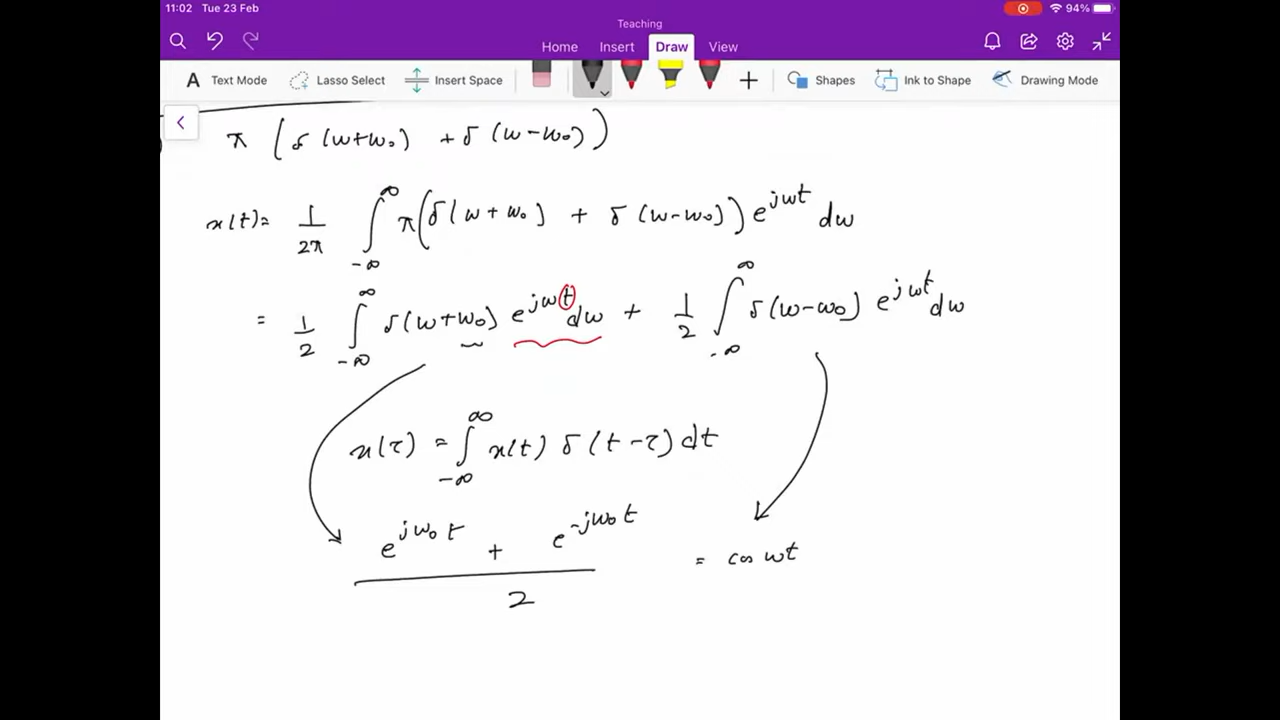 11:02 Tue 23 Feb 94%
Teaching
Home Insert Draw View
Text Mode Lasso Select Insert Space Shapes Ink to Shape Drawing Mode
π (δ(ω+ω₀) + δ(ω−ω₀))
x(t) = 1/2π ∫_{-∞}^{∞} π(δ(ω+ω₀) + δ(ω−ω₀)) e^{jωt} dω
= 1/2 ∫_{-∞}^{∞} δ(ω+ω₀) e^{jωt} dω + 1/2 ∫_{-∞}^{∞} δ(ω−ω₀) e^{jωt} dω
x(τ) = ∫_{-∞}^{∞} x(t) δ(t−τ) dt
(e^{jω₀t} + e^{-jω₀t})/2 = cos ωt